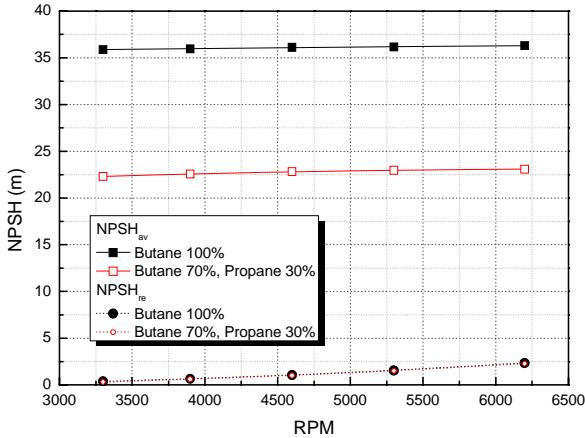 40
35
30
25
20
15
10
5
0
NPSH (m)
NPSH_av
Butane 100%
Butane 70%, Propane 30%
NPSH_re
Butane 100%
Butane 70%, Propane 30%
3000 3500 4000 4500 5000 5500 6000 6500
RPM